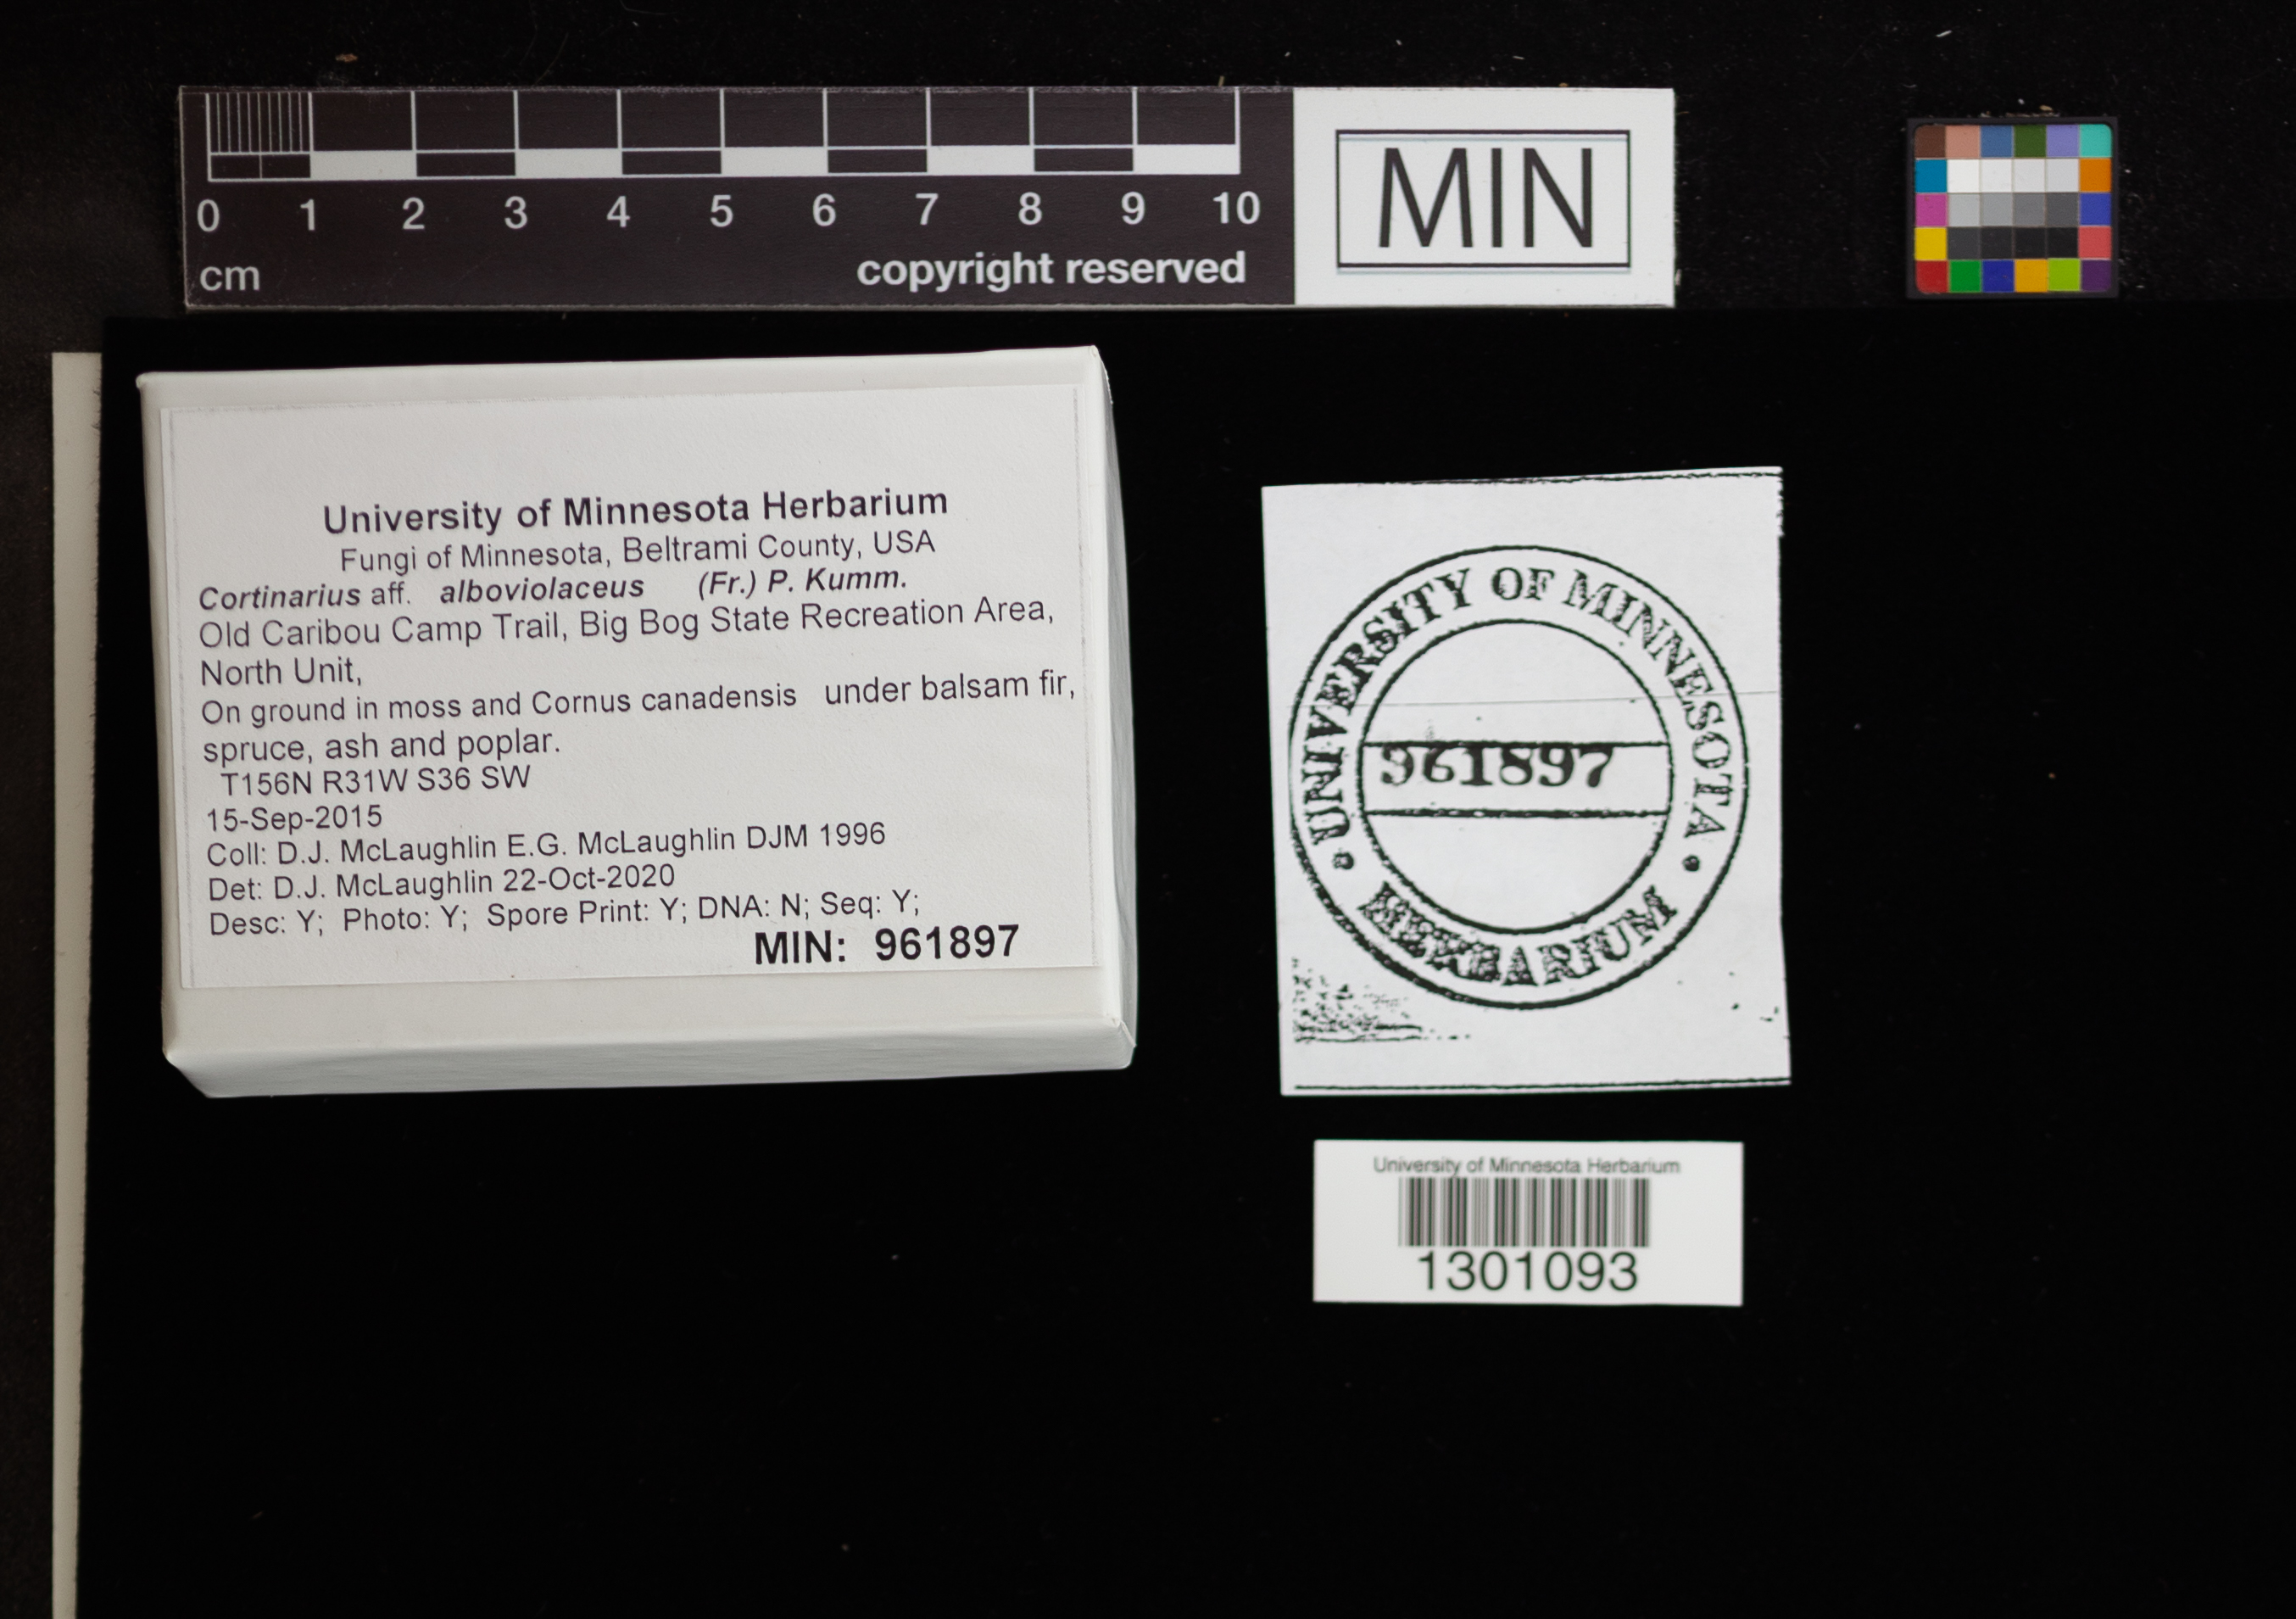 0 1 2 3 4 5 6 7 8 9 10
cm
copyright reserved
MIN
University of Minnesota Herbarium
Fungi of Minnesota, Beltrami County, USA
Cortinarius aff. alboviolaceus (Fr.) P. Kumm.
Old Caribou Camp Trail, Big Bog State Recreation Area,
North Unit,
On ground in moss and Cornus canadensis under balsam fir,
spruce, ash and poplar.
T156N R31W S36 SW
15-Sep-2015
Coll: D.J. McLaughlin E.G. McLaughlin DJM 1996
Det: D.J. McLaughlin 22-Oct-2020
Desc: Y; Photo: Y; Spore Print: Y; DNA: N; Seq: Y;
MIN: 961897
UNIVERSITY OF MINNESOTA
961897
HERBARIUM
University of Minnesota Herbarium
1301093